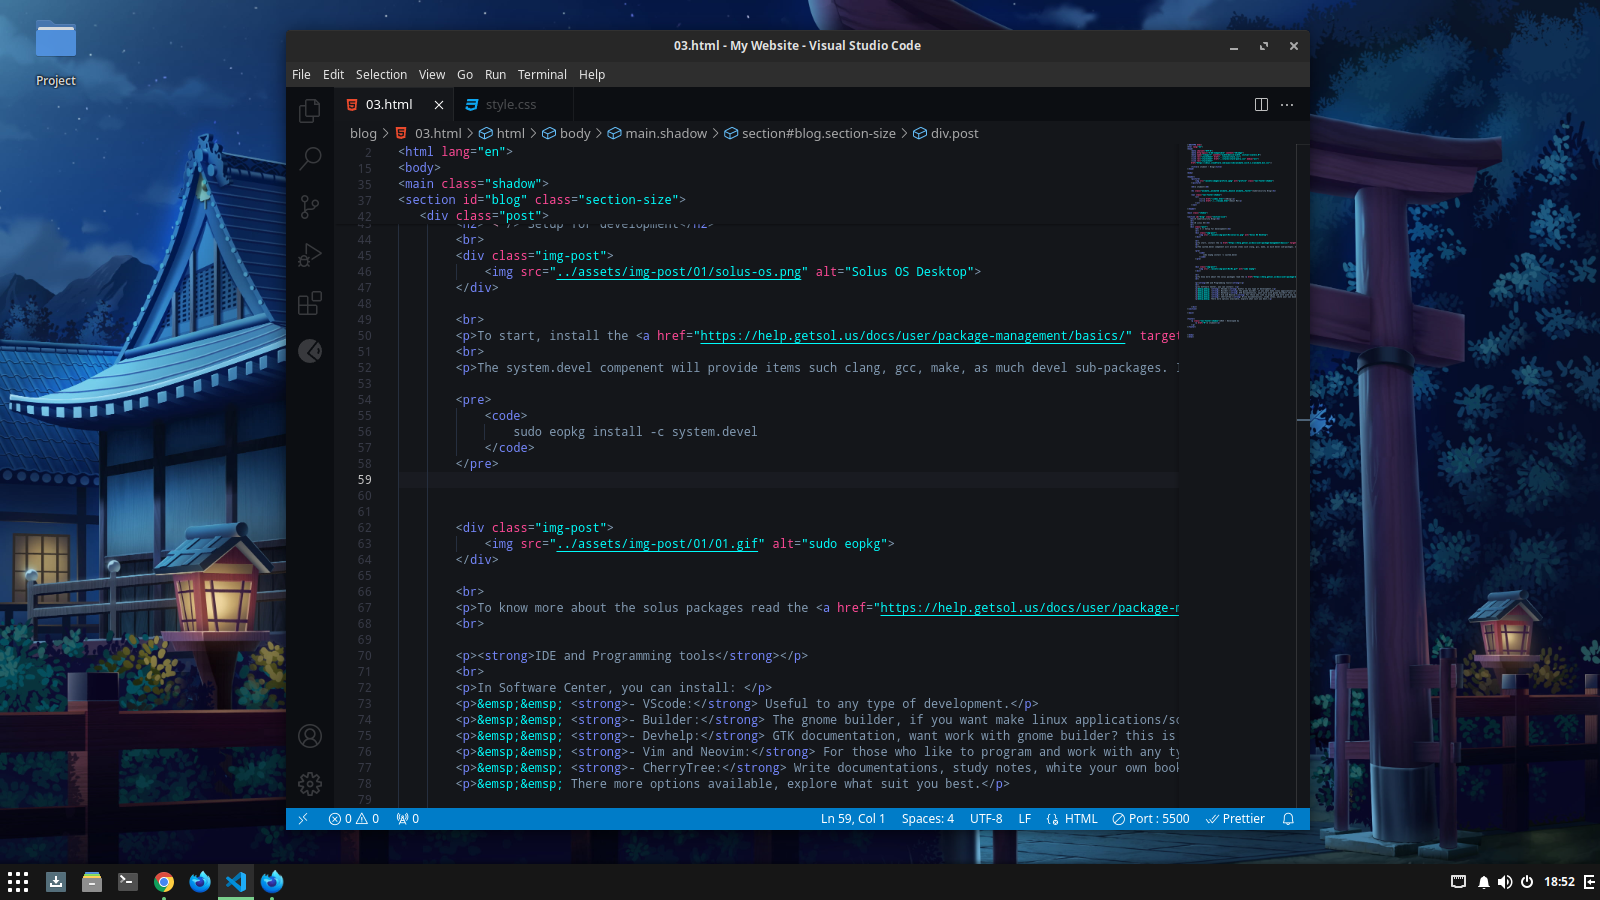 Project
03.html - My Website - Visual Studio Code
File Edit Selection View Go Run Terminal Help
03.html style.css
blog 03.html html body main.shadow section#blog.section-size div.post
2 <html lang="en">
15 <body>
35 <main class="shadow">
37 <section id="blog" class="section-size">
42 <div class="post">
44 <br>
45 <div class="img-post">
46 <img src="../assets/img-post/01/solus-os.png" alt="Solus OS Desktop">
47 </div>
48
49 <br>
50 <p>To start, install the <a href="https://help.getsol.us/docs/user/package-management/basics/" target
51 <br>
52 <p>The system.devel compenent will provide items such clang, gcc, make, as much devel sub-packages.
53
54 <pre>
55 <code>
56 sudo eopkg install -c system.devel
57 </code>
58 </pre>
59
60
61
62 <div class="img-post">
63 <img src="../assets/img-post/01/01.gif" alt="sudo eopkg">
64 </div>
65
66 <br>
67 <p>To know more about the solus packages read the <a href="https://help.getsol.us/docs/user/package-
68 <br>
69
70 <p><strong>IDE and Programming tools</strong></p>
71 <br>
72 <p>In Software Center, you can install: </p>
73 <p>&emsp;&emsp; <strong>- VScode:</strong> Useful to any type of development.</p>
74 <p>&emsp;&emsp; <strong>- Builder:</strong> The gnome builder, if you want make linux applications/so
75 <p>&emsp;&emsp; <strong>- Devhelp:</strong> GTK documentation, want work with gnome builder? this is
76 <p>&emsp;&emsp; <strong>- Vim and Neovim:</strong> For those who like to program and work with any ty
77 <p>&emsp;&emsp; <strong>- CherryTree:</strong> Write documentations, study notes, white your own book
78 <p>&emsp;&emsp; There more options available, explore what suit you best.</p>
79
0 0 0 Ln 59, Col 1 Spaces: 4 UTF-8 LF HTML Port : 5500 Prettier
18:52